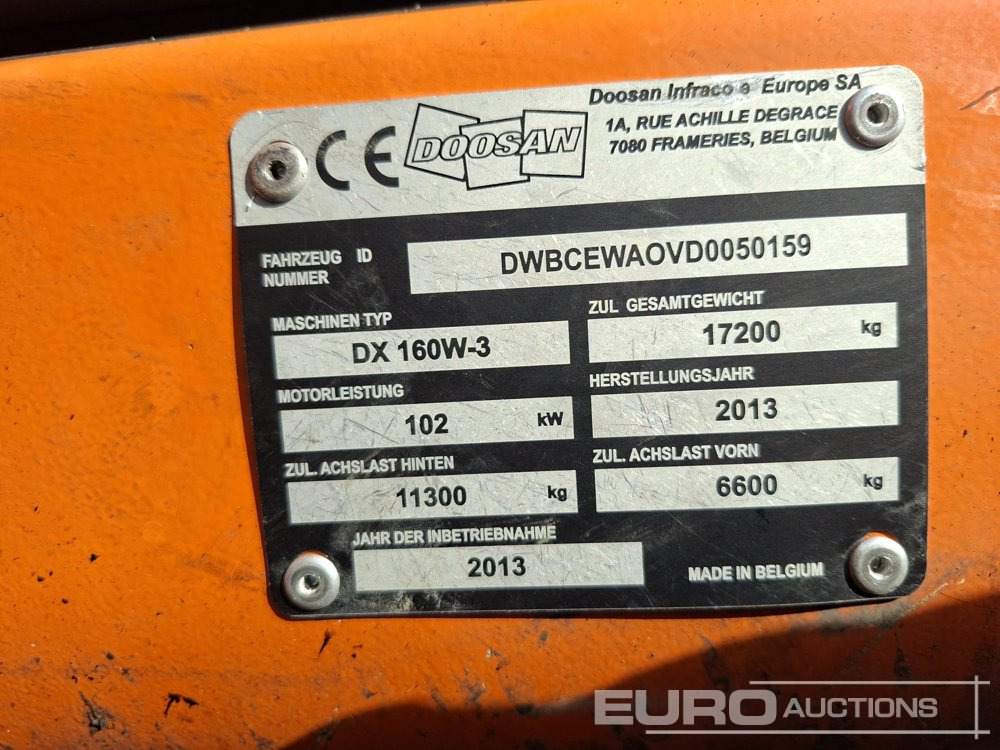 CE DOOSAN
Doosan Infraco e Europe SA
1A, RUE ACHILLE DEGRACE
7080 FRAMERIES, BELGIUM
FAHRZEUG ID
NUMMER
DWBCEWAOVD0050159
MASCHINEN TYP
DX 160W-3
ZUL GESAMTGEWICHT
17200 kg
MOTORLEISTUNG
102 kW
HERSTELLUNGSJAHR
2013
ZUL. ACHSLAST HINTEN
11300 kg
ZUL. ACHSLAST VORN
6600 kg
JAHR DER INBETRIEBNAHME
2013
MADE IN BELGIUM
EURO AUCTIONS